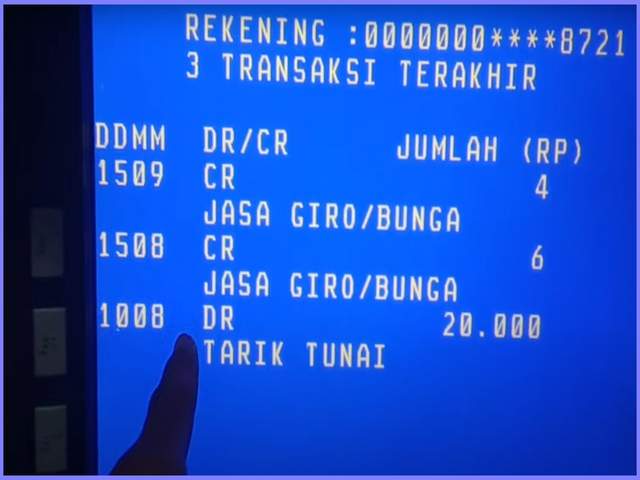 REKENING :0000000****8721
3 TRANSAKSI TERAKHIR
DDMM DR/CR JUMLAH (RP)
1509 CR 4
JASA GIRO/BUNGA
1508 CR 6
JASA GIRO/BUNGA
1008 DR 20.000
TARIK TUNAI